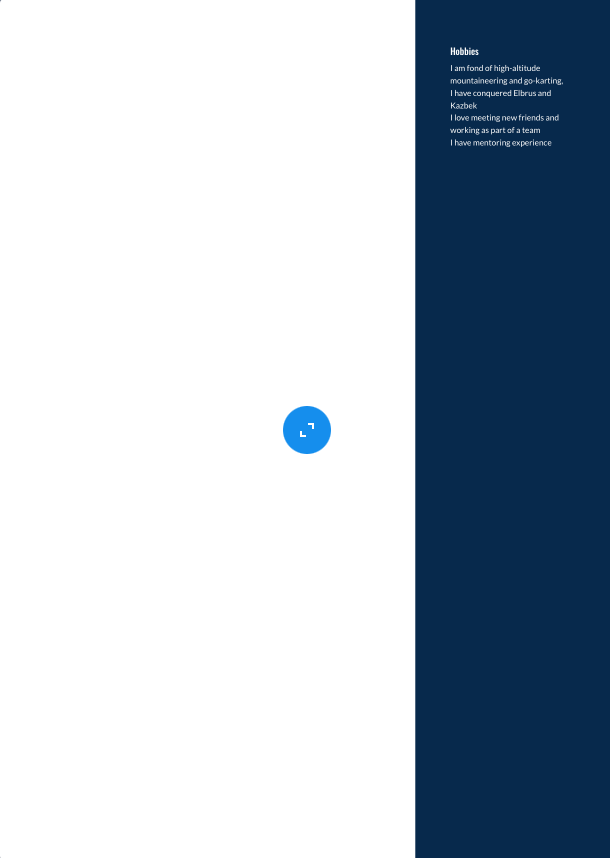 Hobbies
I am fond of high-altitude
mountaineering and go-karting,
I have conquered Elbrus and
Kazbek
I love meeting new friends and
working as part of a team
I have mentoring experience